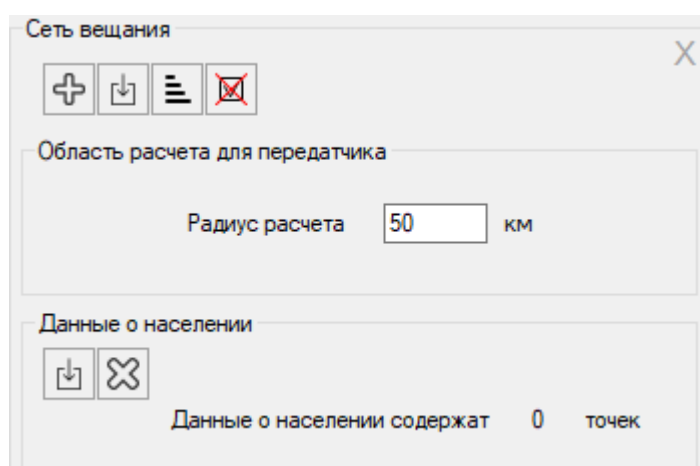 Сеть вещания
X
Область расчета для передатчика
Радиус расчета 50 км
Данные о населении
Данные о населении содержат 0 точек